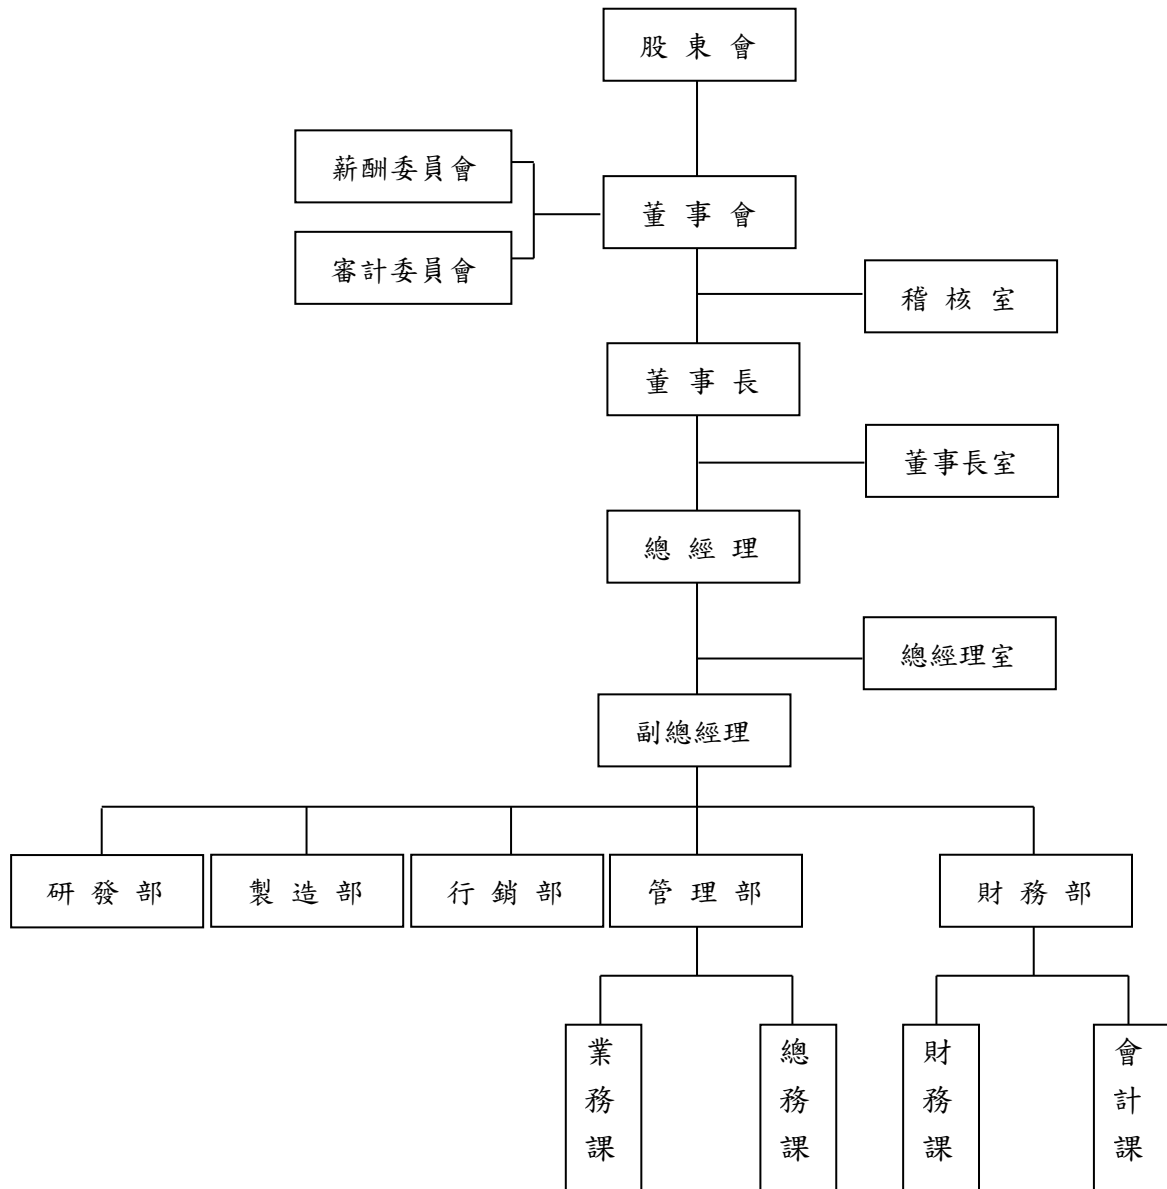 股東會
薪酬委員會
董事會
審計委員會
稽核室
董事長
董事長室
總經理
總經理室
副總經理
研發部
製造部
行銷部
管理部
財務部
業務課
總務課
財務課
會計課